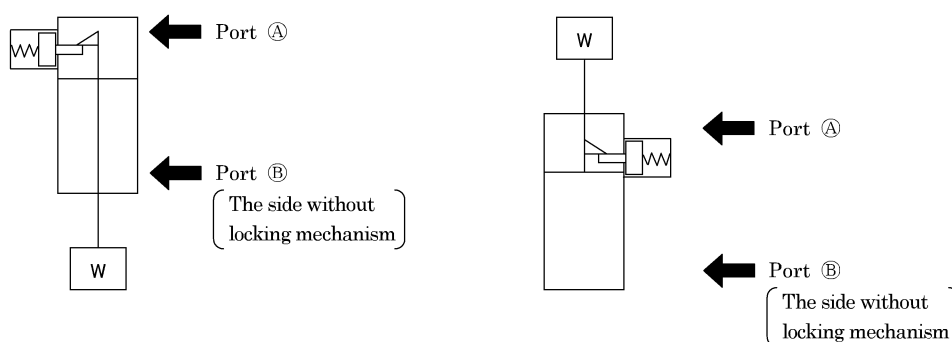 Port Ⓐ
W
Port Ⓑ
The side without
locking mechanism
W
Port Ⓐ
Port Ⓑ
The side without
locking mechanism